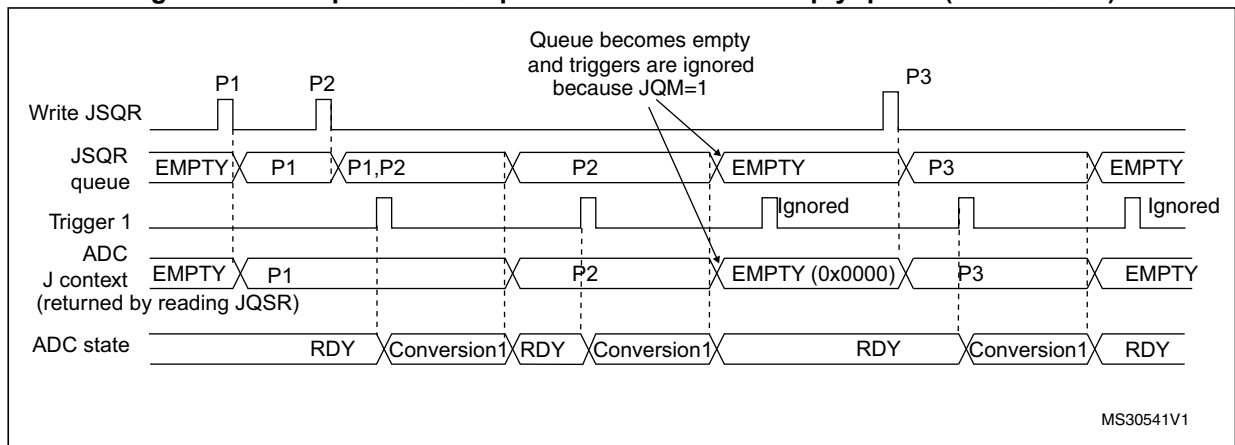 Queue becomes empty
and triggers are ignored
because JQM=1
P1
P2
P3
Write JSQR
JSQR
queue
EMPTY
P1
P1,P2
P2
EMPTY
P3
EMPTY
Trigger 1
Ignored
Ignored
ADC
J context
(returned by reading JQSR)
EMPTY
P1
P2
EMPTY (0x0000)
P3
EMPTY
ADC state
RDY
Conversion1
RDY
Conversion1
RDY
Conversion1
RDY
MS30541V1